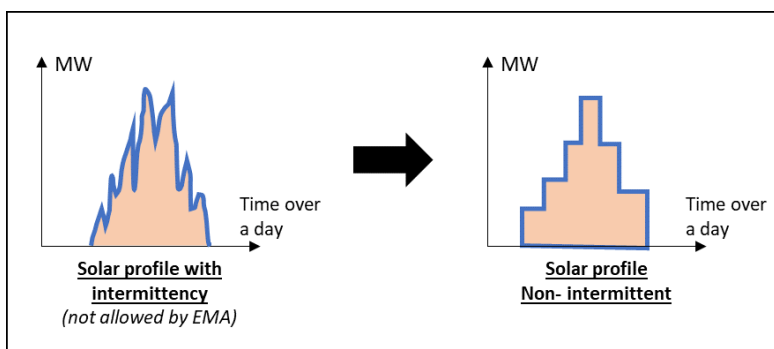 MW
Time over
a day
Solar profile with
intermittency
(not allowed by EMA)
MW
Time over
a day
Solar profile
Non- intermittent